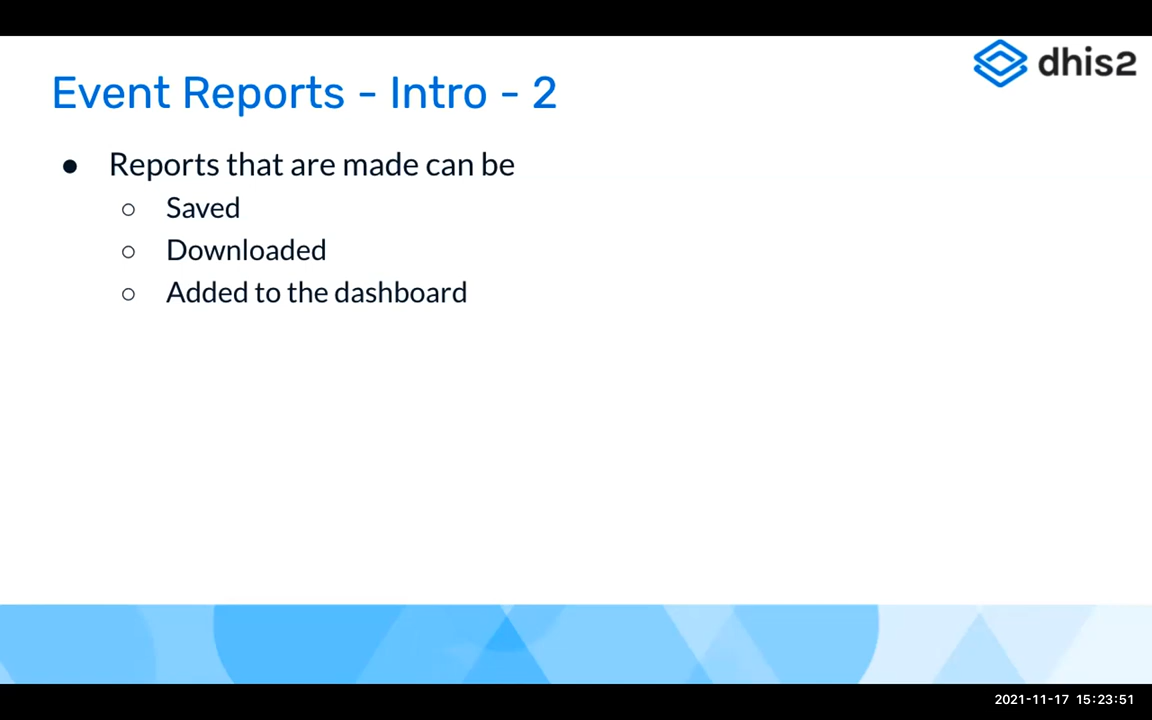 dhis2
Event Reports - Intro - 2
● Reports that are made can be
○ Saved
○ Downloaded
○ Added to the dashboard
2021-11-17 15:23:51